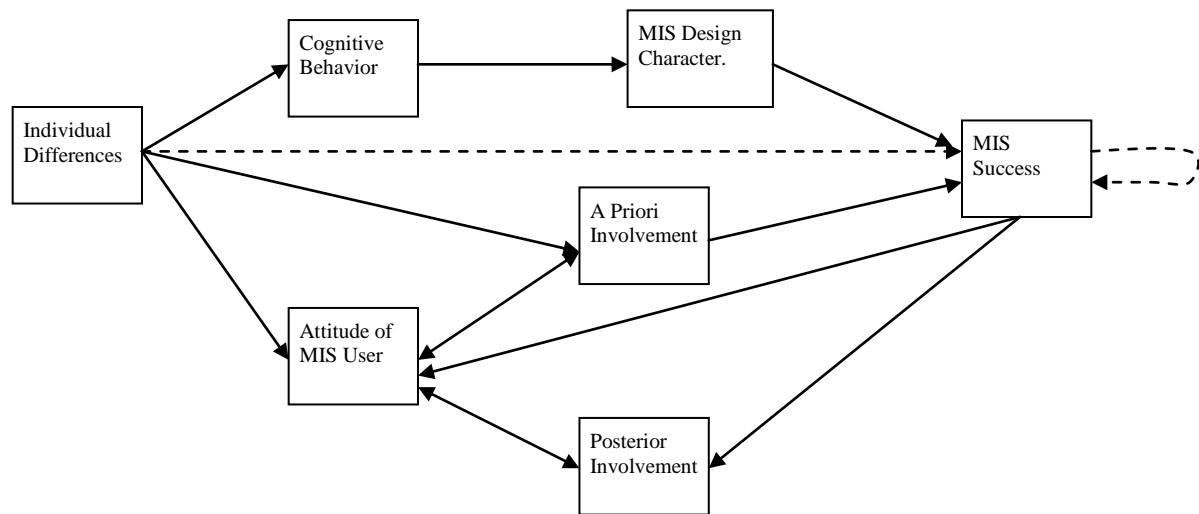 Cognitive
Behavior
MIS Design
Character.
Individual
Differences
MIS
Success
A Priori
Involvement
Attitude of
MIS User
Posterior
Involvement